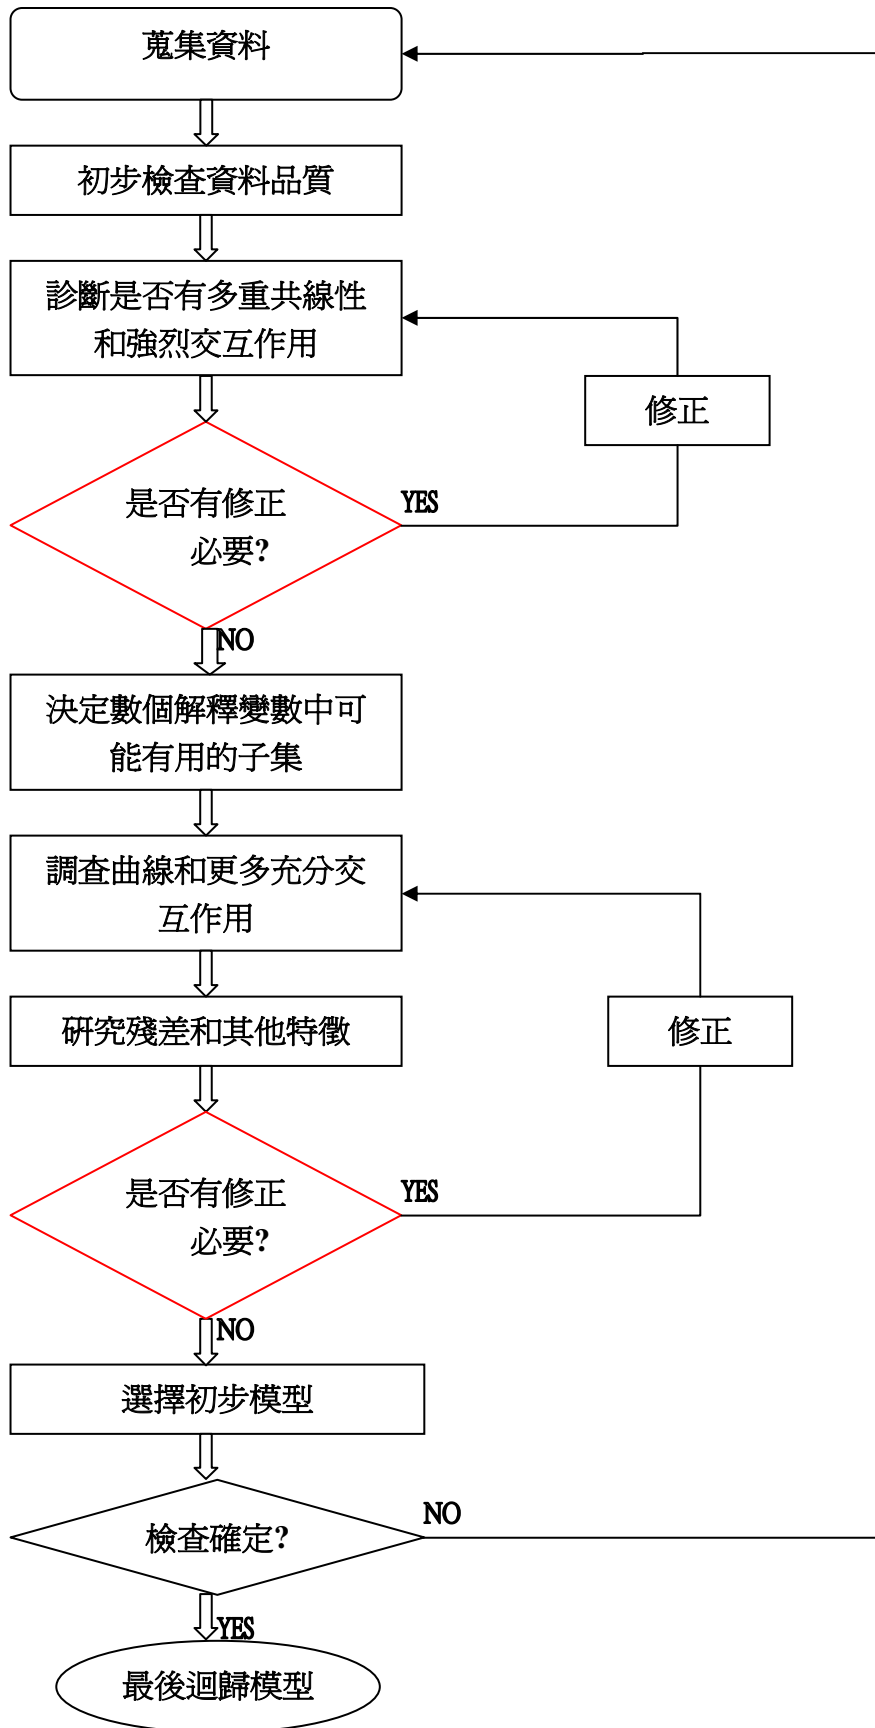 蒐集資料
初步檢查資料品質
診斷是否有多重共線性
和強烈交互作用
修正
是否有修正
必要?
YES
NO
決定數個解釋變數中可
能有用的子集
調查曲線和更多充分交
互作用
研究殘差和其他特徵
修正
是否有修正
必要?
YES
NO
選擇初步模型
檢查確定?
NO
YES
最後迴歸模型